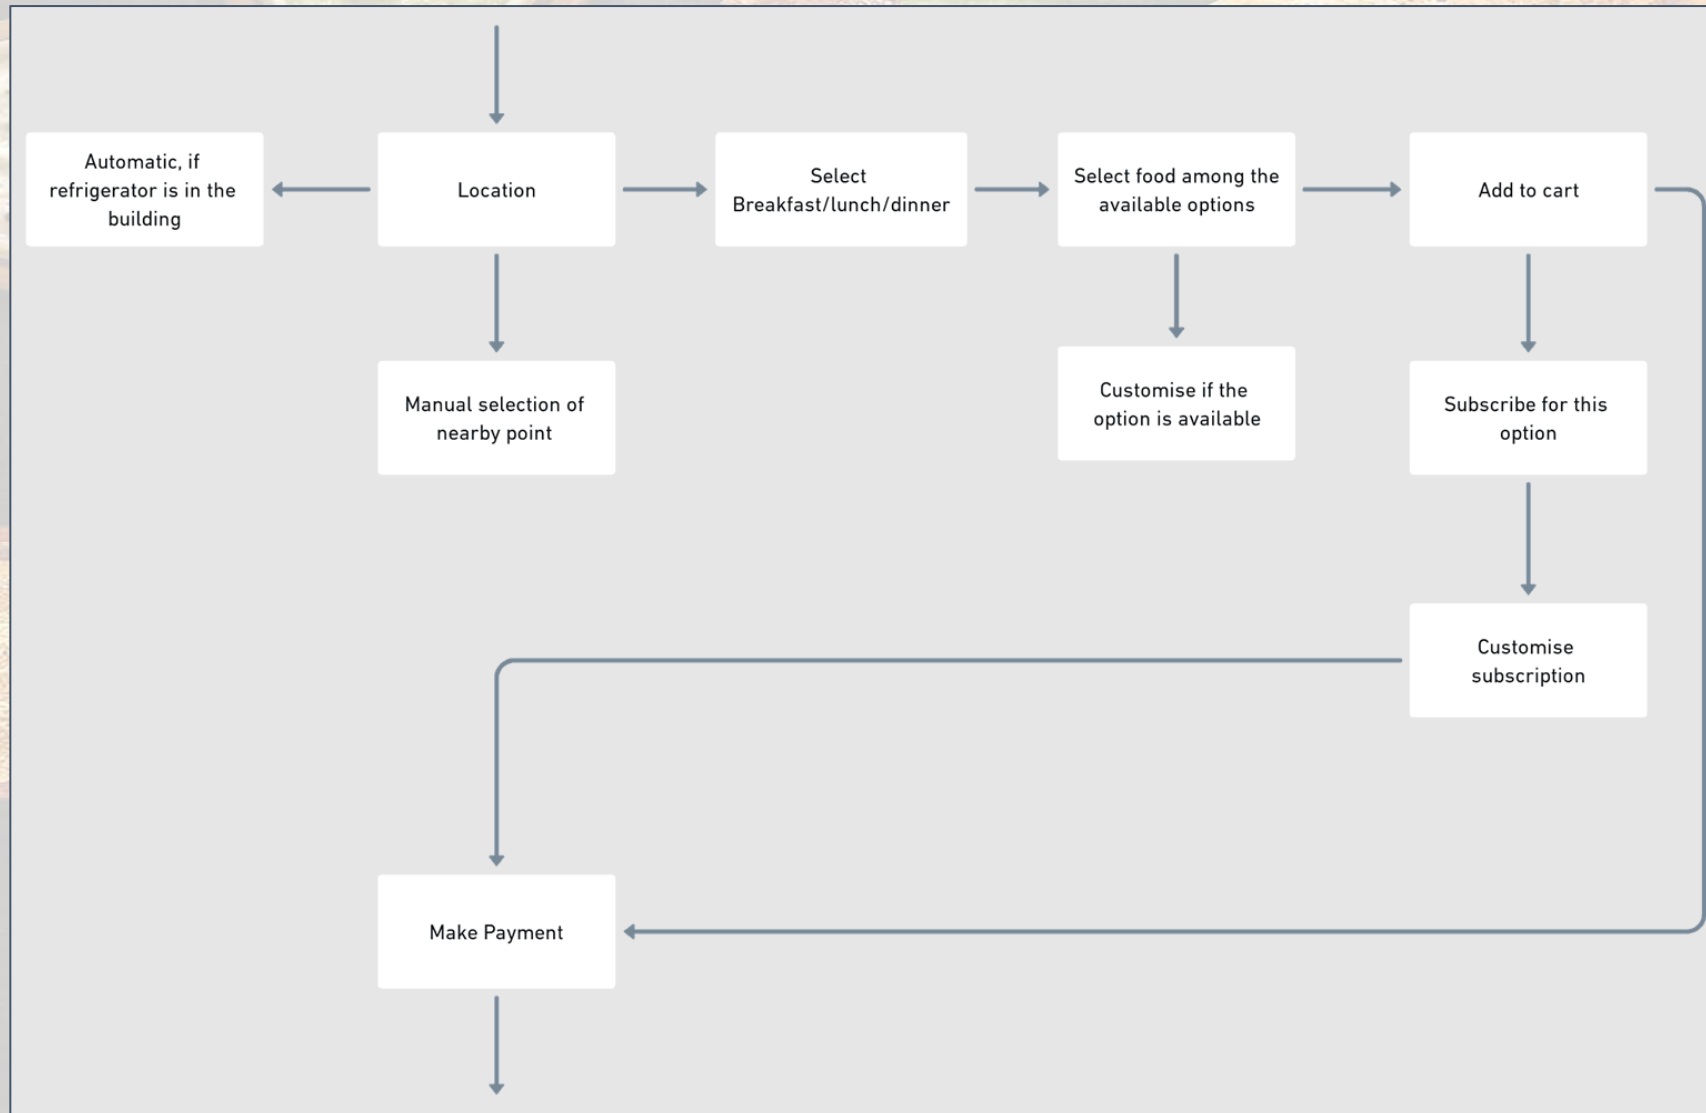 Automatic, if
refrigerator is in the
building
Location
Select
Breakfast/lunch/dinner
Select food among the
available options
Add to cart
Manual selection of
nearby point
Customise if the
option is available
Subscribe for this
option
Customise
subscription
Make Payment